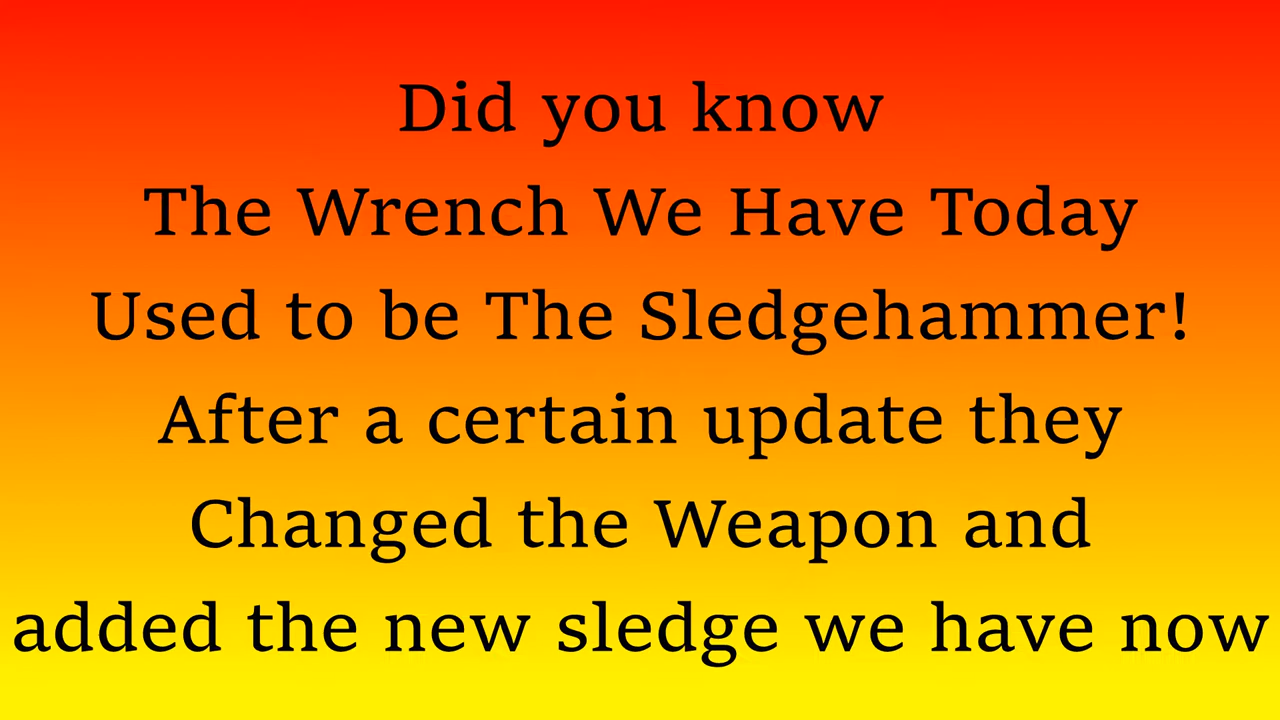 Did you know
The Wrench We Have Today
Used to be The Sledgehammer!
After a certain update they
Changed the Weapon and
added the new sledge we have now